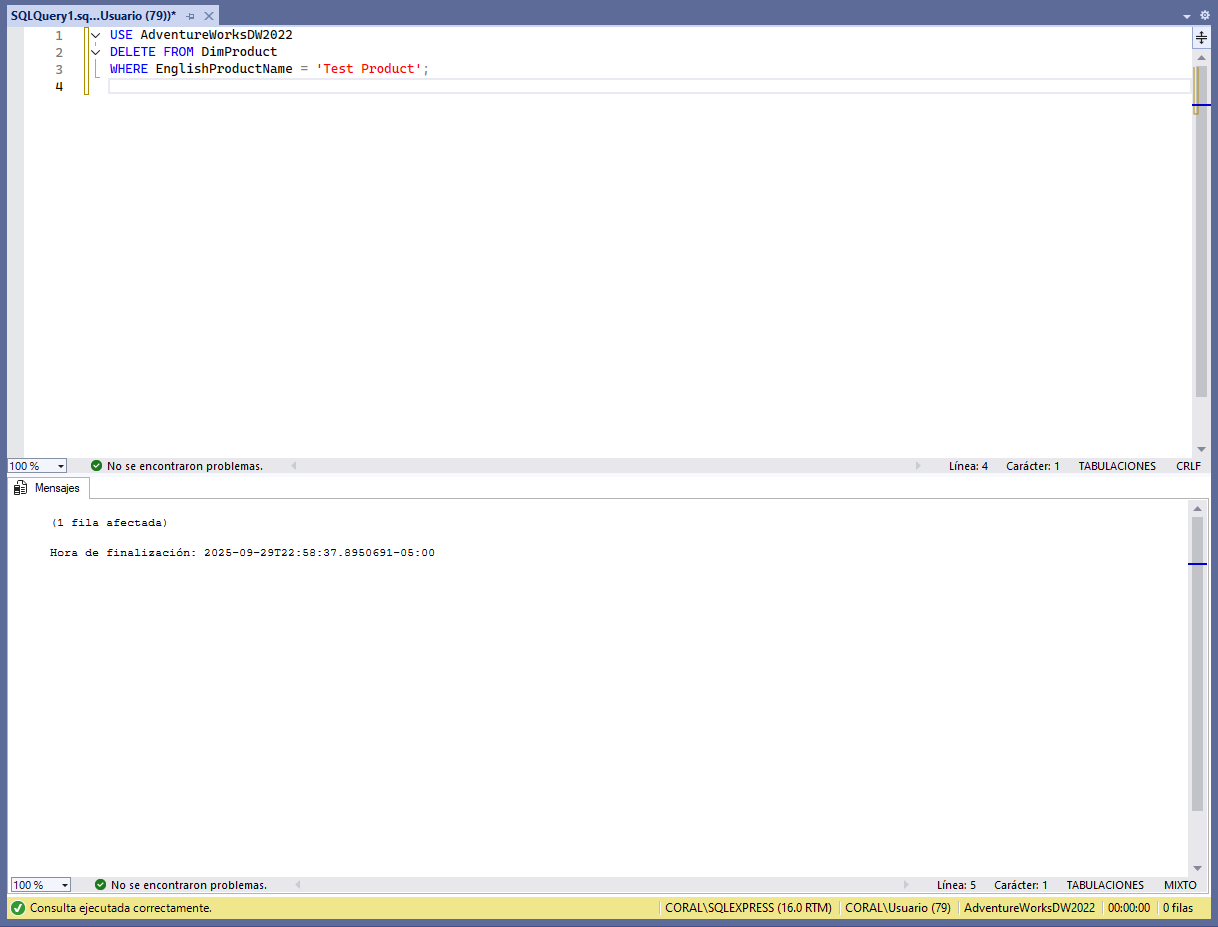 SQLQuery1.sq...Usuario (79))*
1 USE AdventureWorksDW2022
2 DELETE FROM DimProduct
3 WHERE EnglishProductName = 'Test Product';
4
100 % No se encontraron problemas. Línea: 4 Carácter: 1 TABULACIONES CRLF
Mensajes
(1 fila afectada)
Hora de finalización: 2025-09-29T22:58:37.8950691-05:00
100 % No se encontraron problemas. Línea: 5 Carácter: 1 TABULACIONES MIXTO
Consulta ejecutada correctamente. CORAL\SQLEXPRESS (16.0 RTM) CORAL\Usuario (79) AdventureWorksDW2022 00:00:00 0 filas